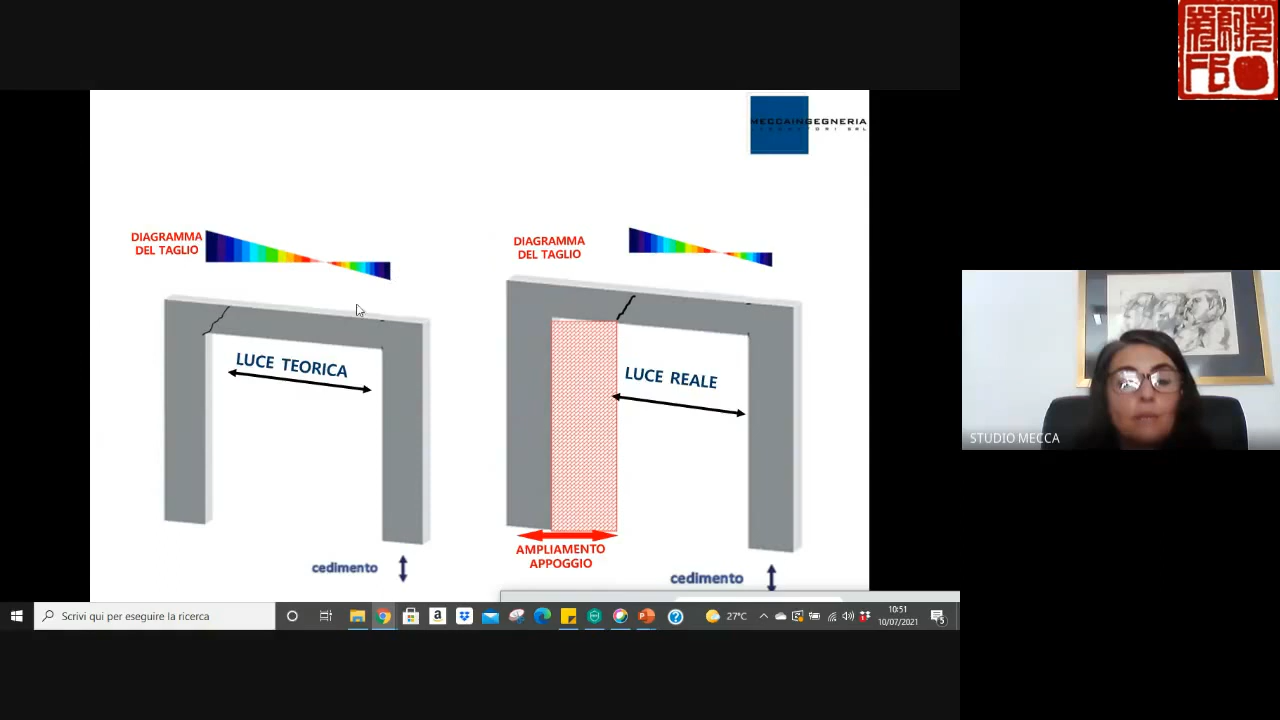 MECCAINGEGNERIA
DIAGRAMMA
DEL TAGLIO
LUCE TEORICA
cedimento
DIAGRAMMA
DEL TAGLIO
LUCE REALE
AMPLIAMENTO
APPOGGIO
cedimento
STUDIO MECCA
Scrivi qui per eseguire la ricerca
27°C
10:51
10/07/2021
5